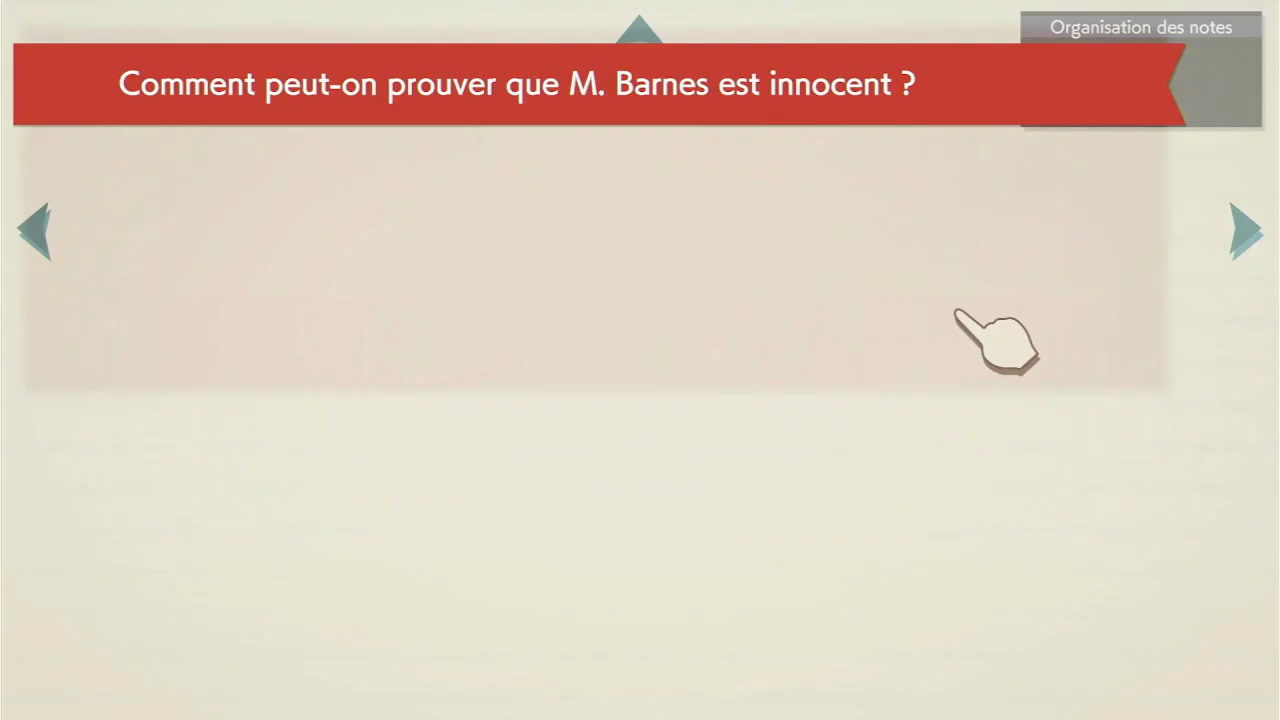 Organisation des notes
Comment peut-on prouver que M. Barnes est innocent ?